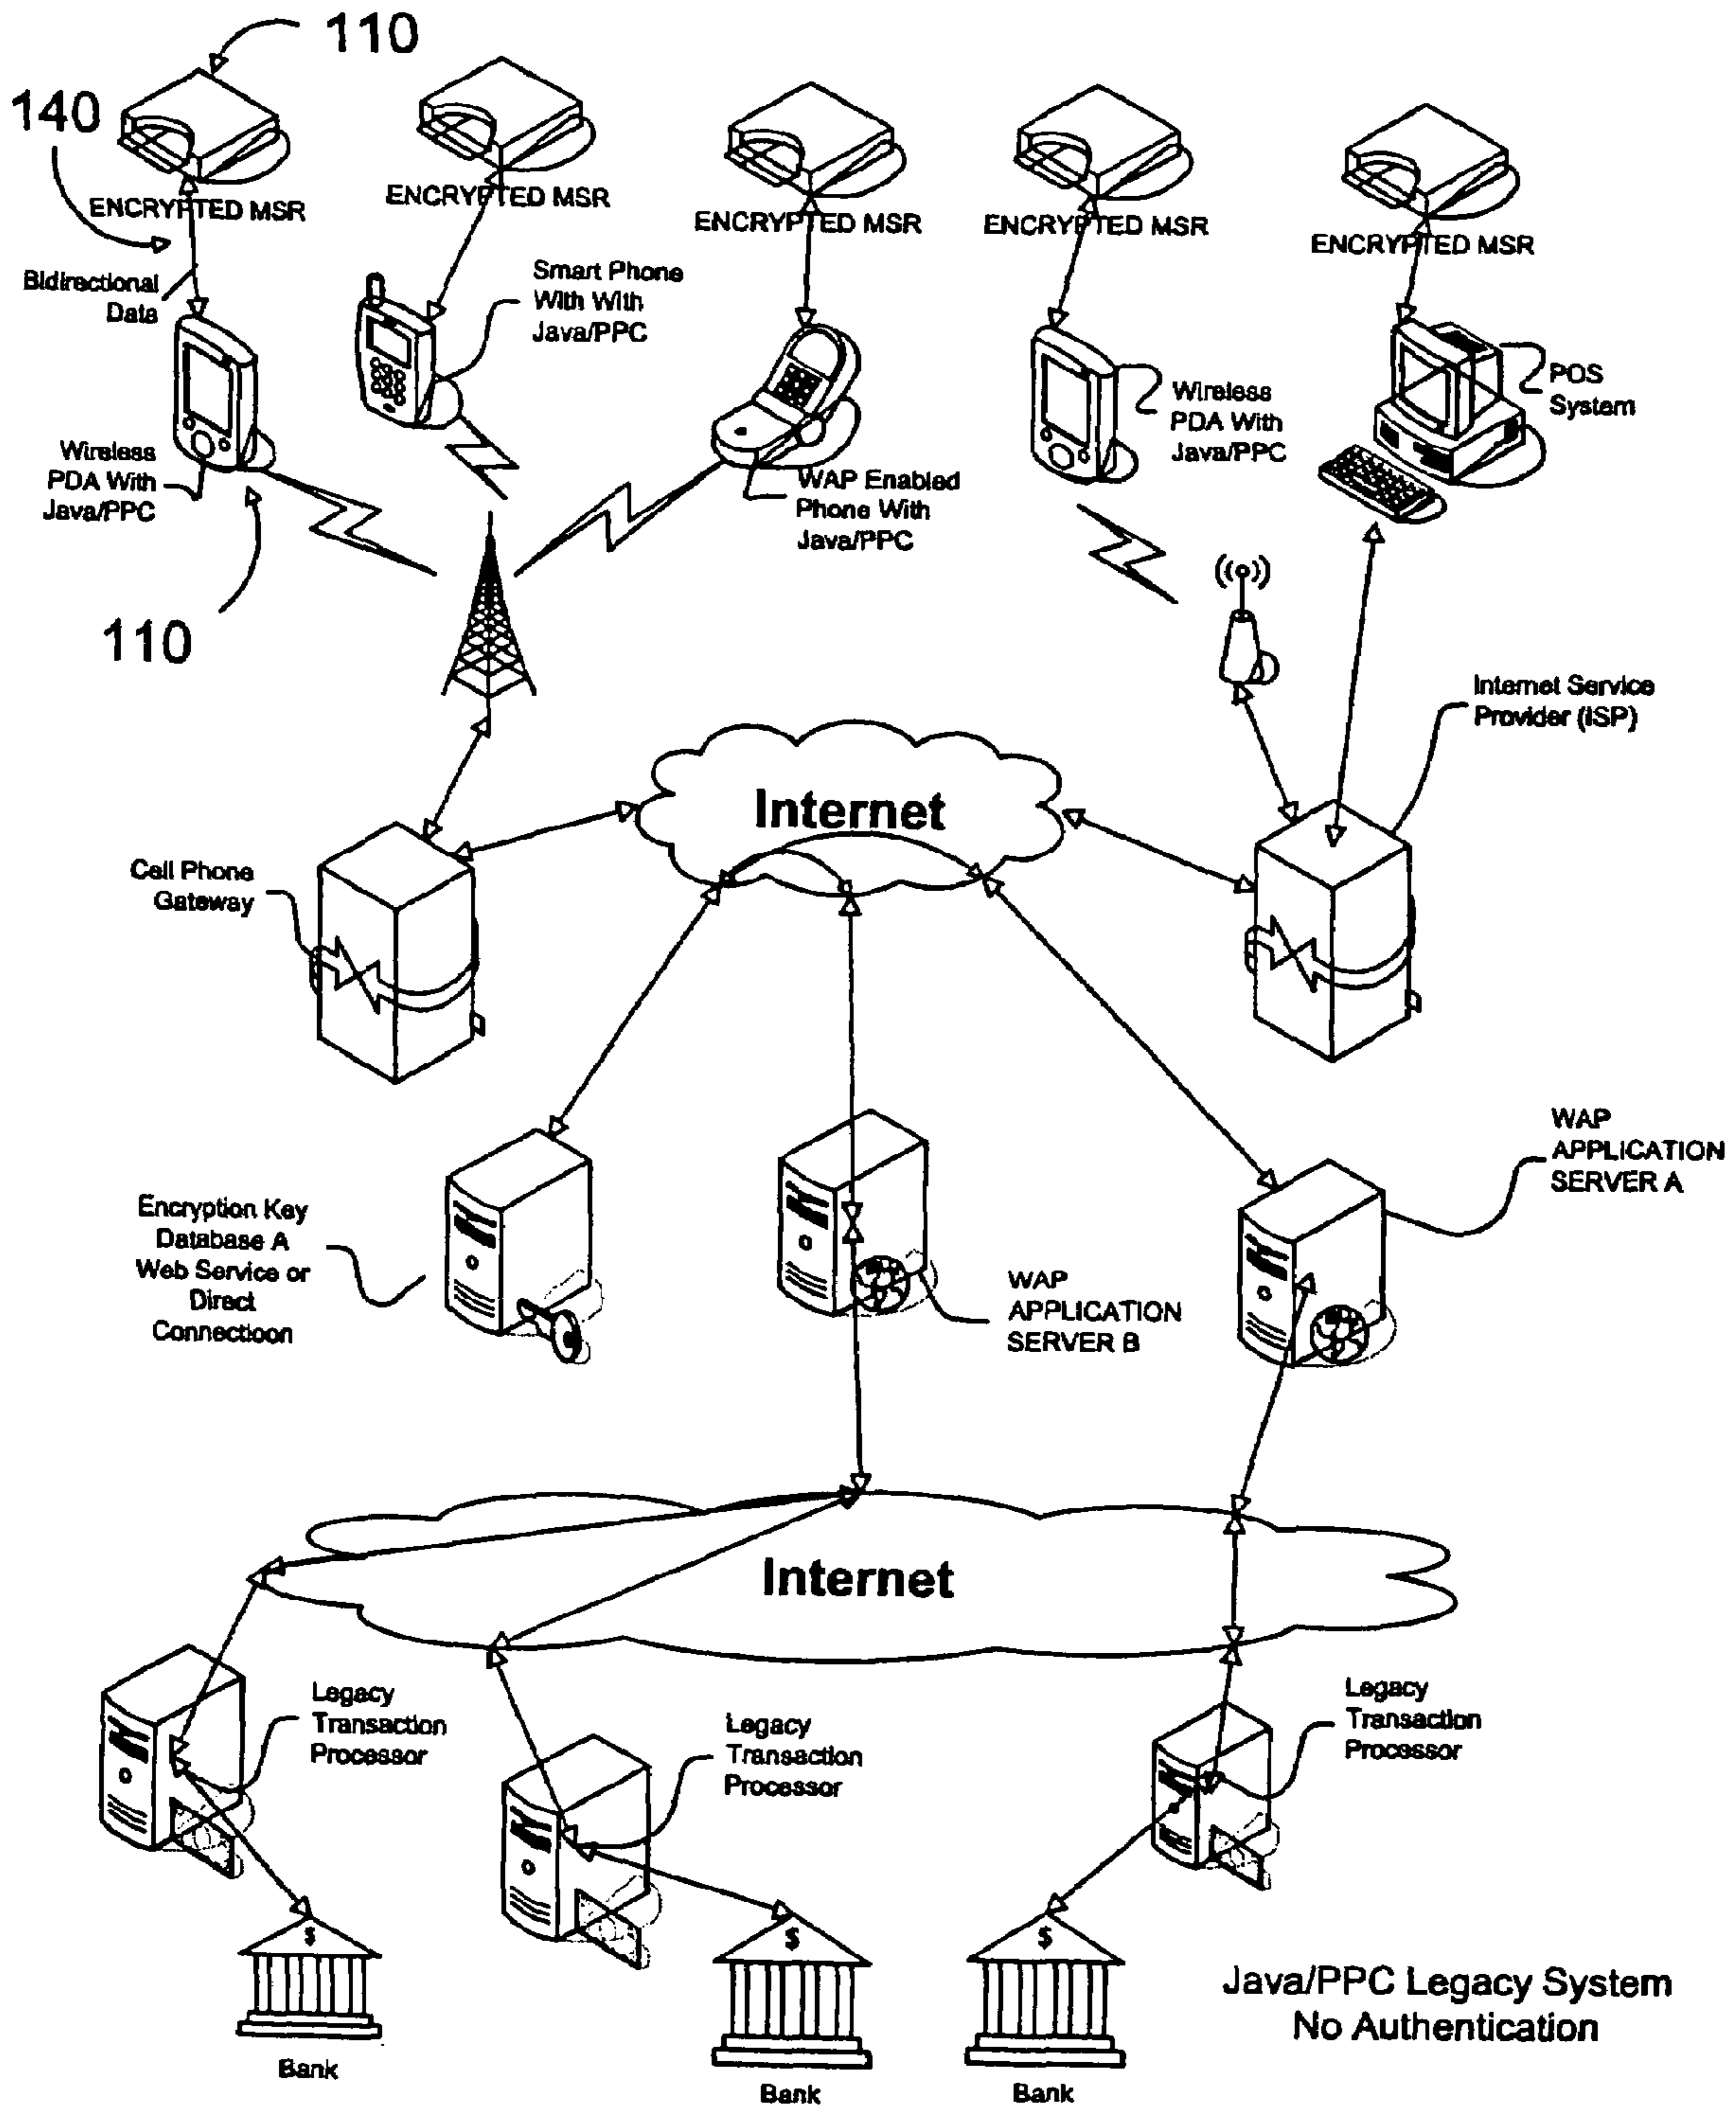 110
140
ENCRYPTED MSR
ENCRYPTED MSR
ENCRYPTED MSR
ENCRYPTED MSR
ENCRYPTED MSR
Bidirectional
Data
Smart Phone
With With
Java/PPC
Wireless
PDA With
Java/PPC
POS
System
Wireless
PDA With
Java/PPC
WAP Enabled
Phone With
Java/PPC
110
Internet Service
Provider (ISP)
Internet
Cell Phone
Gateway
WAP
APPLICATION
SERVER A
Encryption Key
Database A
Web Service or
Direct
Connectioon
WAP
APPLICATION
SERVER B
Internet
Legacy
Transaction
Processor
Legacy
Transaction
Processor
Legacy
Transaction
Processor
$
$
$
Java/PPC Legacy System
No Authentication
Bank
Bank
Bank